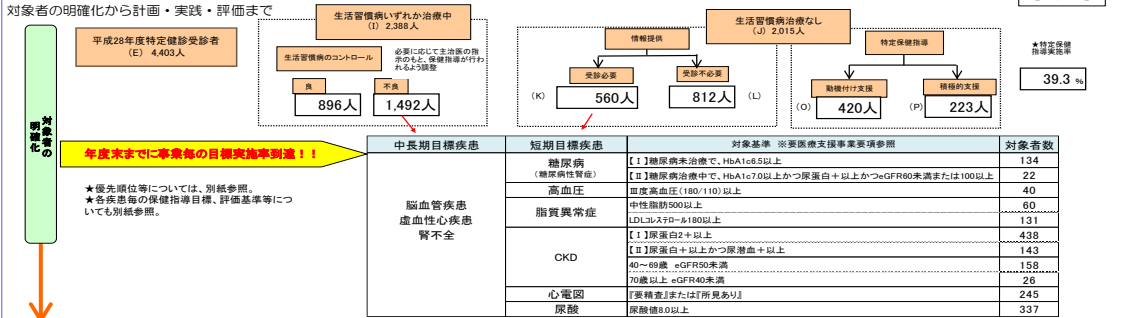 対象者の明確化から計画・実践・評価まで
平成28年度特定健診受診者
（E） 4,403人
生活習慣病いずれか治療中
（I） 2,388人
生活習慣病のコントロール
必要に応じて主治医の指
示のもと、保健指導が行わ
れるよう調整
良
不良
896人
1,492人
生活習慣病治療なし
（J） 2,015人
情報提供
受診必要
受診不必要
（K）
560人
812人
（L）
特定保健指導
動機付け支援
積極的支援
（O）
420人
（P）
223人
★特定保健
指導実施率
39.3 %
対象者の
明確化
年度末までに事業毎の目標実施率到達！！
★優先順位等については、別紙参照。
★各疾患毎の保健指導目標、評価基準等につ
いても別紙参照。
中長期目標疾患 短期目標疾患 対象基準 ※要医療支援事業要項参照 対象者数
脳血管疾患
虚血性心疾患
腎不全
糖尿病
（糖尿病性腎症）
【Ⅰ】糖尿病未治療で、HbA1c6.5以上 134
【Ⅱ】糖尿病治療中で、HbA1c7.0以上かつ尿蛋白＋以上かつeGFR60未満または100以上 22
高血圧 Ⅲ度高血圧（180/110）以上 40
脂質異常症
中性脂肪500以上 60
LDLコレステロール180以上 131
CKD
【Ⅰ】尿蛋白2＋以上 438
【Ⅱ】尿蛋白＋以上かつ尿潜血＋以上 143
40～69歳 eGFR50未満 158
70歳以上 eGFR40未満 26
心電図 『要精査』または『所見あり』 245
尿酸 尿酸値8.0以上 337